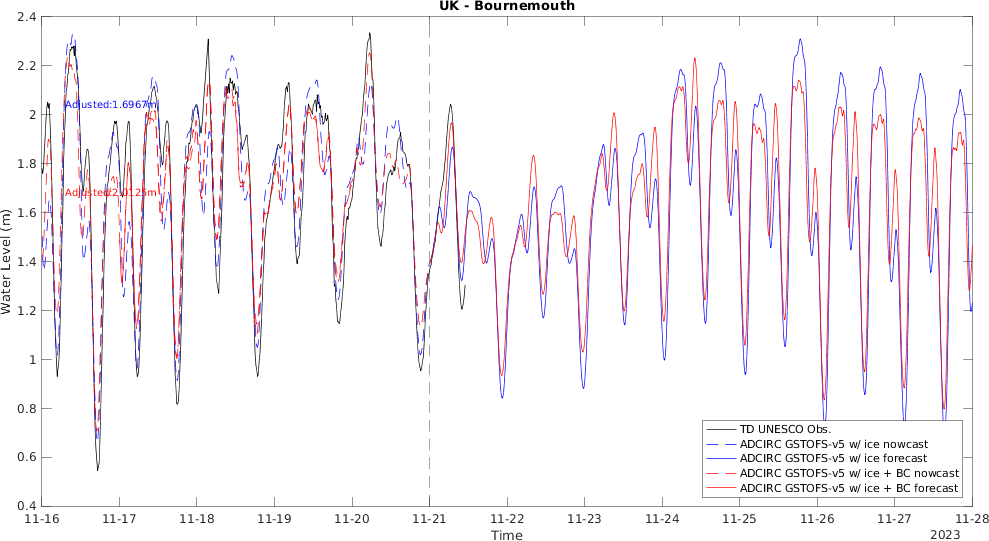 UK - Bournemouth
2.4
2.2
2
1.8
1.6
1.4
1.2
1
0.8
0.6
0.4
Water Level (m)
Adjusted:1.6967m
Adjusted:2.0125m
TD UNESCO Obs.
ADCIRC GSTOFS-v5 w/ ice nowcast
ADCIRC GSTOFS-v5 w/ ice forecast
ADCIRC GSTOFS-v5 w/ ice + BC nowcast
ADCIRC GSTOFS-v5 w/ ice + BC forecast
11-16 11-17 11-18 11-19 11-20 11-21 11-22 11-23 11-24 11-25 11-26 11-27 11-28
Time
2023